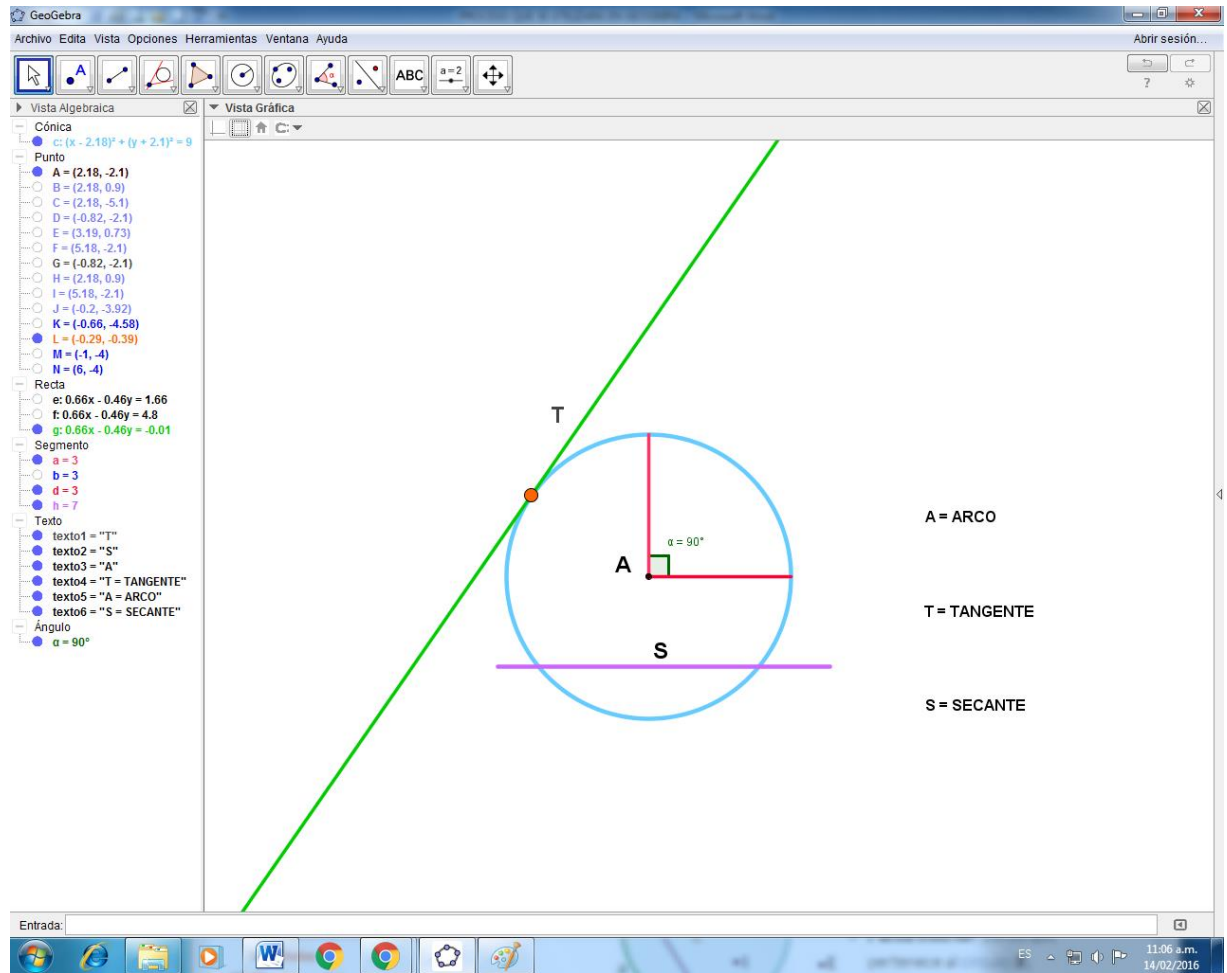 GeoGebra
Archivo Edita Vista Opciones Herramientas Ventana Ayuda
Abrir sesión...
A
α
ABC
a=2
?
Vista Algebraica
Vista Gráfica
Cónica
c: (x - 2.18)² + (y + 2.1)² = 9
Punto
A = (2.18, -2.1)
B = (2.18, 0.9)
C = (2.18, -5.1)
D = (-0.82, -2.1)
E = (3.19, 0.73)
F = (5.18, -2.1)
G = (-0.82, -2.1)
H = (2.18, 0.9)
I = (5.18, -2.1)
J = (-0.2, -3.92)
K = (-0.66, -4.58)
L = (-0.29, -0.39)
M = (-1, -4)
N = (6, -4)
Recta
e: 0.66x - 0.46y = 1.66
f: 0.66x - 0.46y = 4.8
g: 0.66x - 0.46y = -0.01
Segmento
a = 3
b = 3
d = 3
h = 7
Texto
texto1 = "T"
texto2 = "S"
texto3 = "A"
texto4 = "T = TANGENTE"
texto5 = "A = ARCO"
texto6 = "S = SECANTE"
Ángulo
α = 90°
T
α = 90°
A
S
A = ARCO
T = TANGENTE
S = SECANTE
Entrada:
ES
11:06 a.m.
14/02/2016